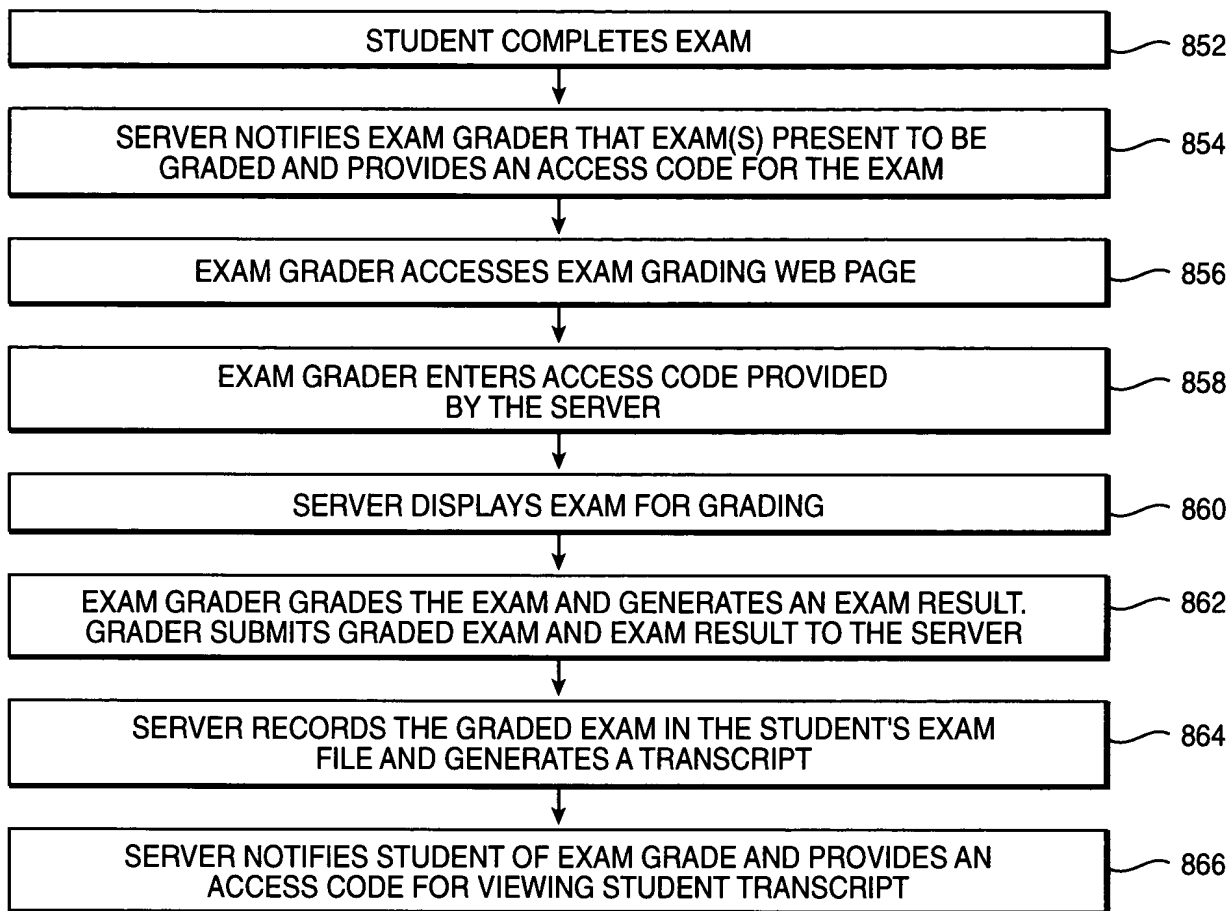 STUDENT COMPLETES EXAM
852
SERVER NOTIFIES EXAM GRADER THAT EXAM(S) PRESENT TO BE
GRADED AND PROVIDES AN ACCESS CODE FOR THE EXAM
854
EXAM GRADER ACCESSES EXAM GRADING WEB PAGE
856
EXAM GRADER ENTERS ACCESS CODE PROVIDED
BY THE SERVER
858
SERVER DISPLAYS EXAM FOR GRADING
860
EXAM GRADER GRADES THE EXAM AND GENERATES AN EXAM RESULT.
GRADER SUBMITS GRADED EXAM AND EXAM RESULT TO THE SERVER
862
SERVER RECORDS THE GRADED EXAM IN THE STUDENT'S EXAM
FILE AND GENERATES A TRANSCRIPT
864
SERVER NOTIFIES STUDENT OF EXAM GRADE AND PROVIDES AN
ACCESS CODE FOR VIEWING STUDENT TRANSCRIPT
866